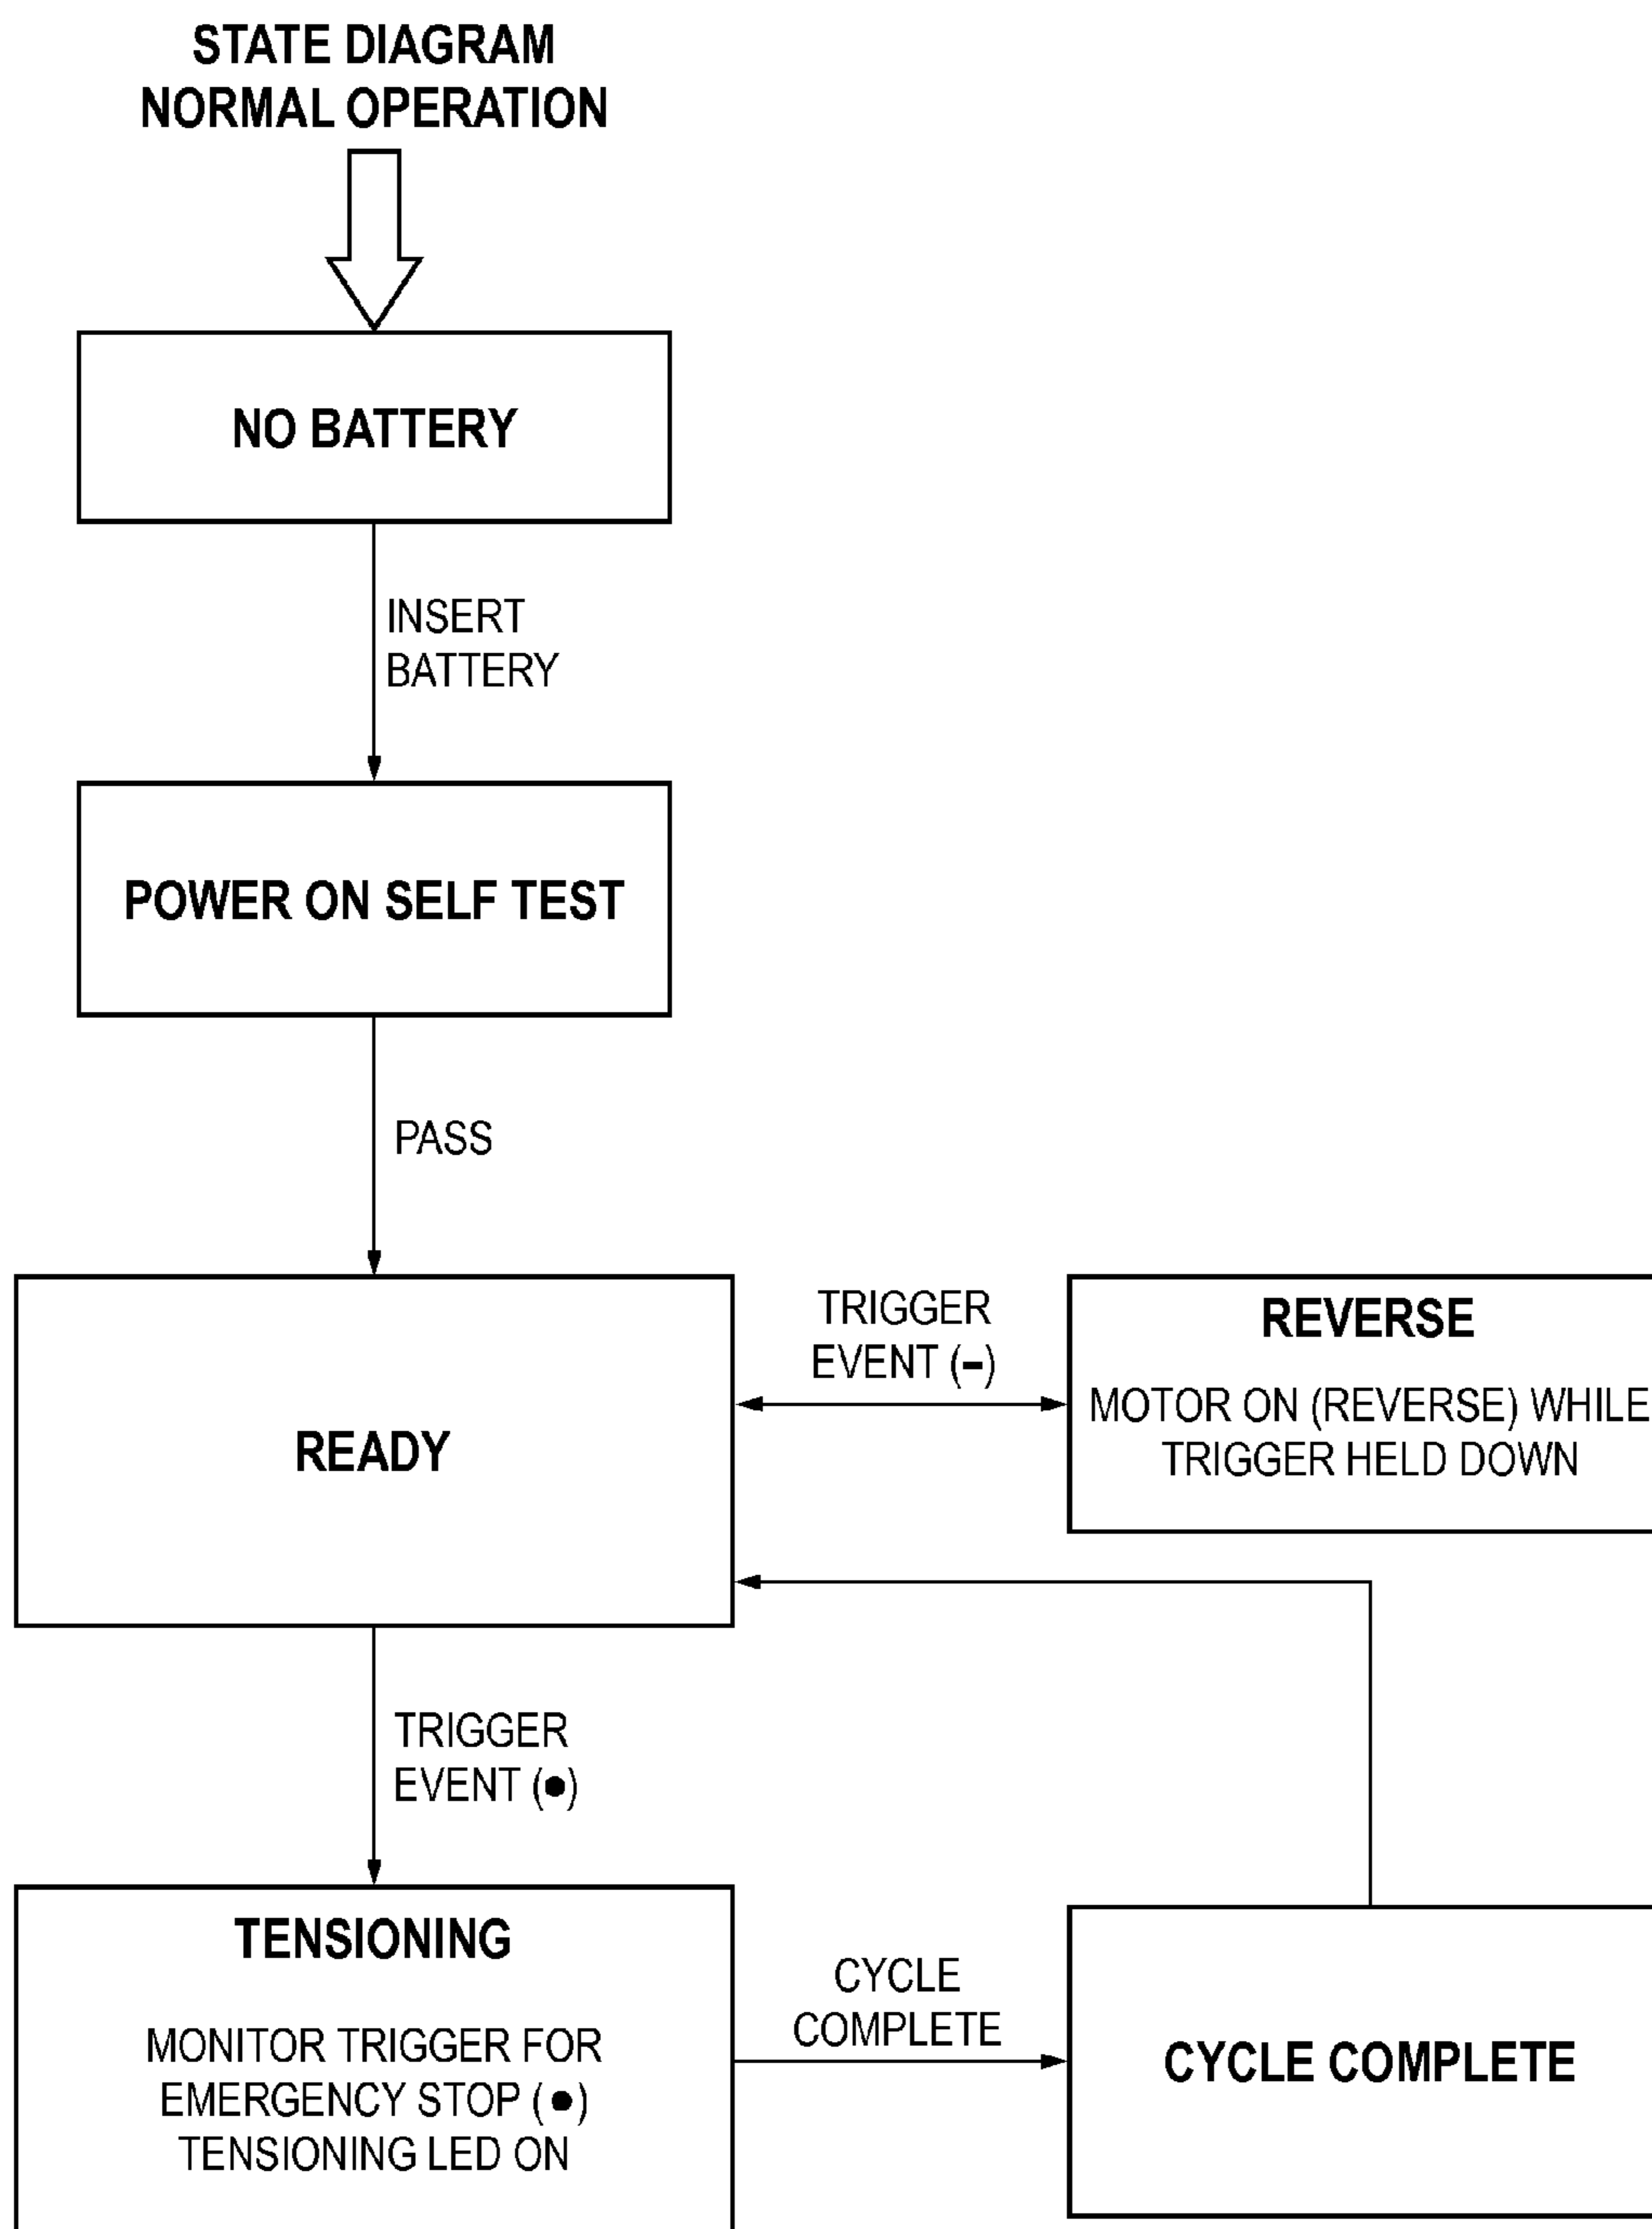 STATE DIAGRAM
NORMAL OPERATION
NO BATTERY
INSERT
BATTERY
POWER ON SELF TEST
PASS
READY
TRIGGER
EVENT (–)
REVERSE
MOTOR ON (REVERSE) WHILE
TRIGGER HELD DOWN
TRIGGER
EVENT (●)
TENSIONING
MONITOR TRIGGER FOR
EMERGENCY STOP ( ●)
TENSIONING LED ON
CYCLE
COMPLETE
CYCLE COMPLETE